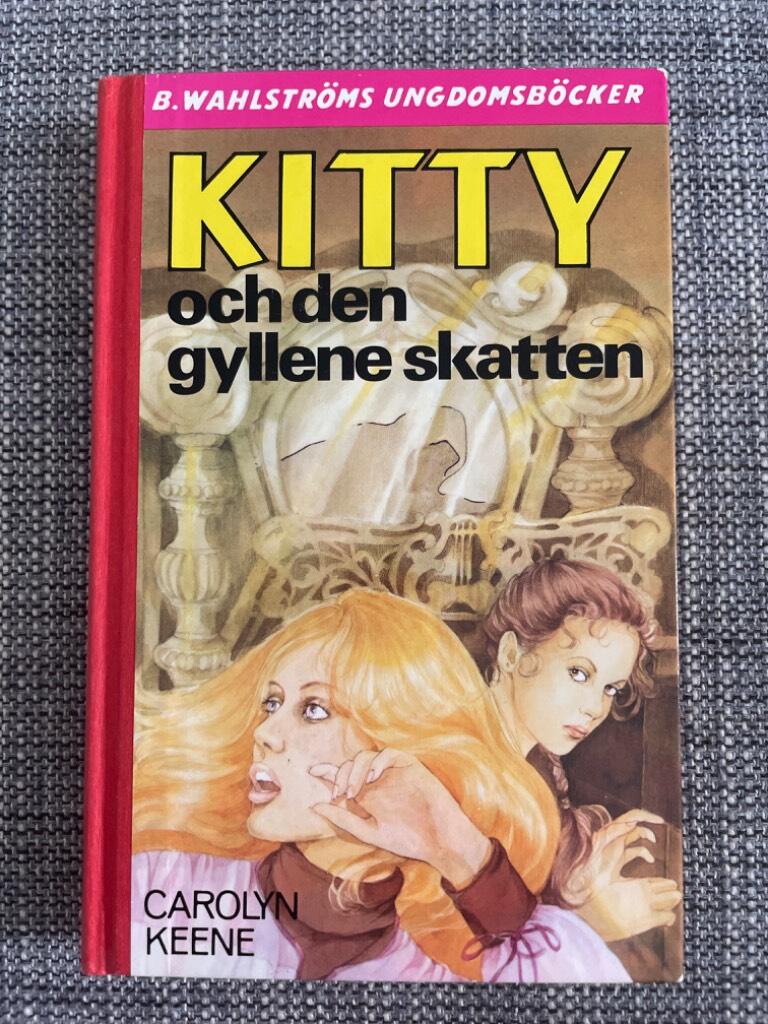 B.WAHLSTRÖMS UNGDOMSBÖCKER
KITTY
och den
gyllene skatten
CAROLYN
KEENE